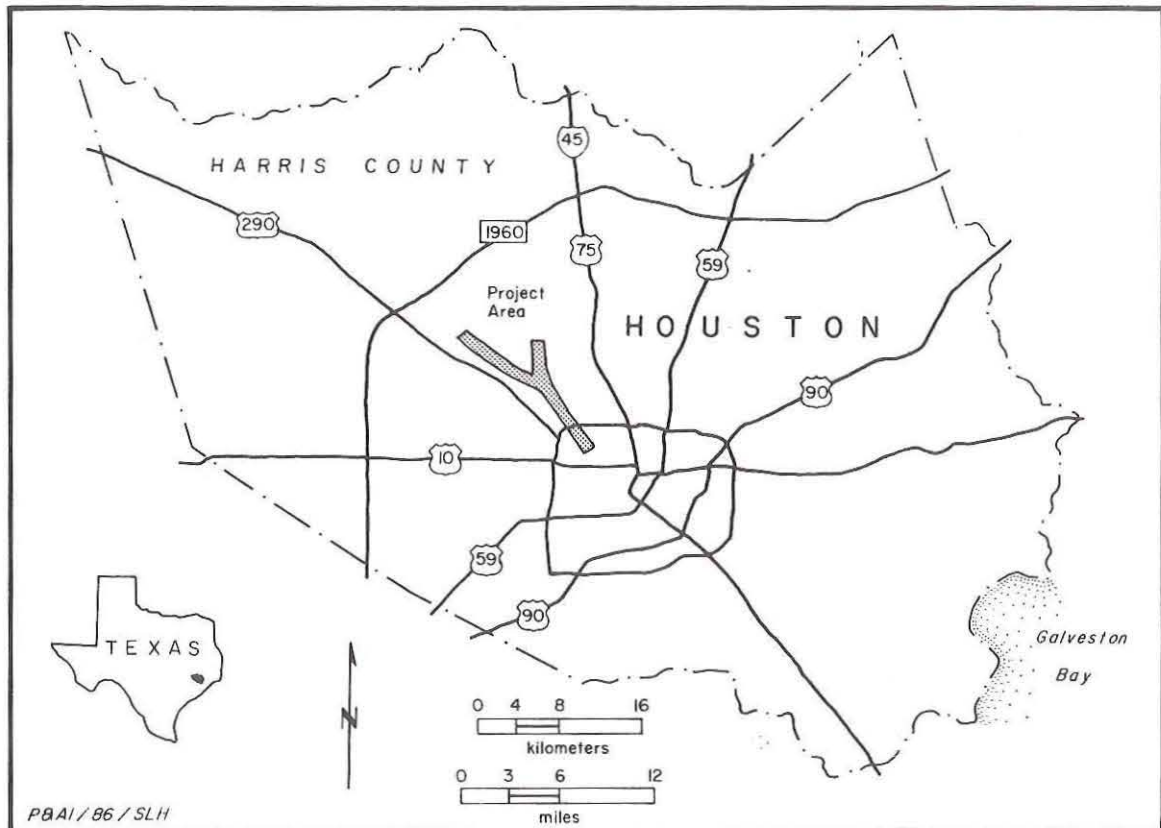 45
HARRIS COUNTY
290
1960
75
59
Project
Area
HOUSTON
90
10
59
90
TEXAS
Galveston
Bay
N
0 4 8 16
kilometers
0 3 6 12
miles
P&AI/86/SLH